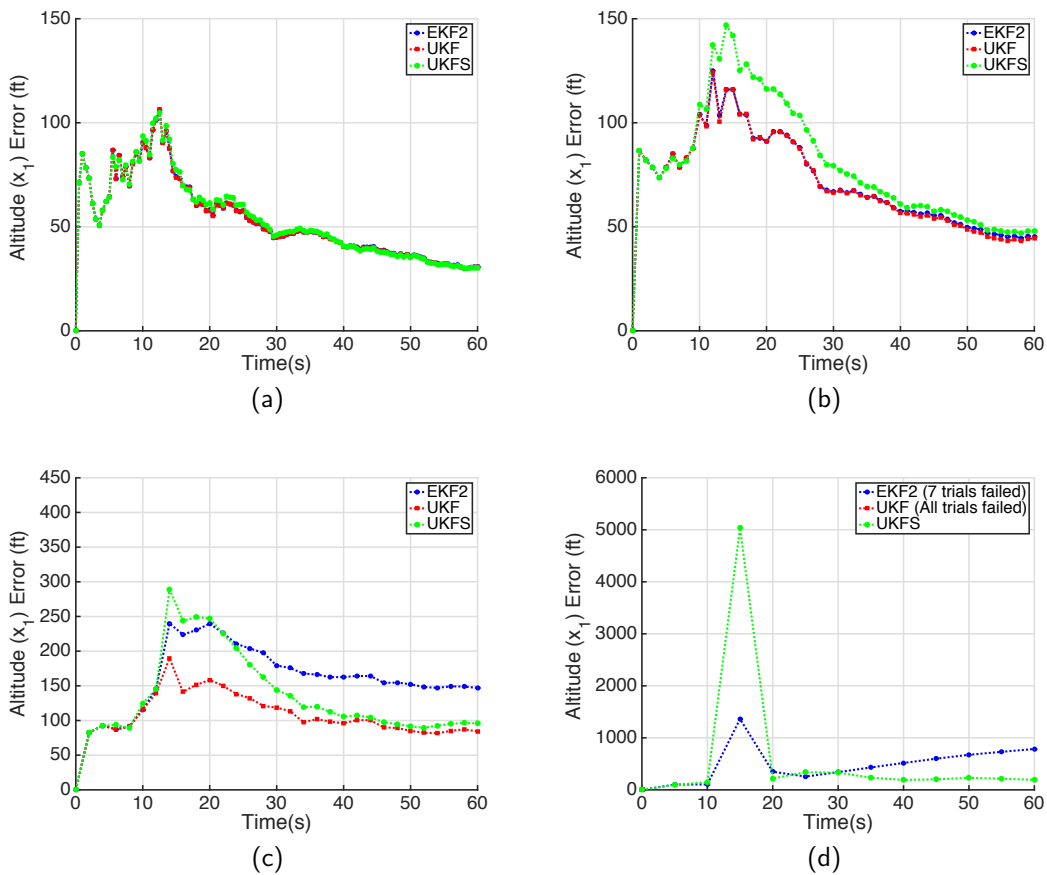 150
100
50
0
Altitude (x₁) Error (ft)
EKF2
UKF
UKFS
0 10 20 30 40 50 60
Time(s)
(a)
150
100
50
0
Altitude (x₁) Error (ft)
EKF2
UKF
UKFS
0 10 20 30 40 50 60
Time(s)
(b)
450
400
350
300
250
200
150
100
50
0
Altitude (x₁) Error (ft)
EKF2
UKF
UKFS
0 10 20 30 40 50 60
Time(s)
(c)
6000
5000
4000
3000
2000
1000
0
Altitude (x₁) Error (ft)
EKF2 (7 trials failed)
UKF (All trials failed)
UKFS
0 10 20 30 40 50 60
Time(s)
(d)